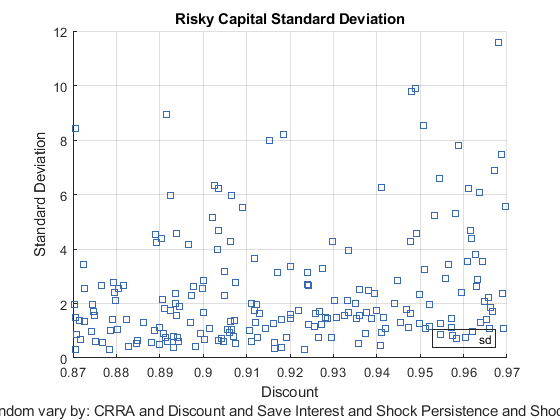 Risky Capital Standard Deviation
Standard Deviation
12
10
8
6
4
2
0
sd
0.87 0.88 0.89 0.9 0.91 0.92 0.93 0.94 0.95 0.96 0.97
Discount
vary by: CRRA and Discount and Save Interest and Shock Persistence and